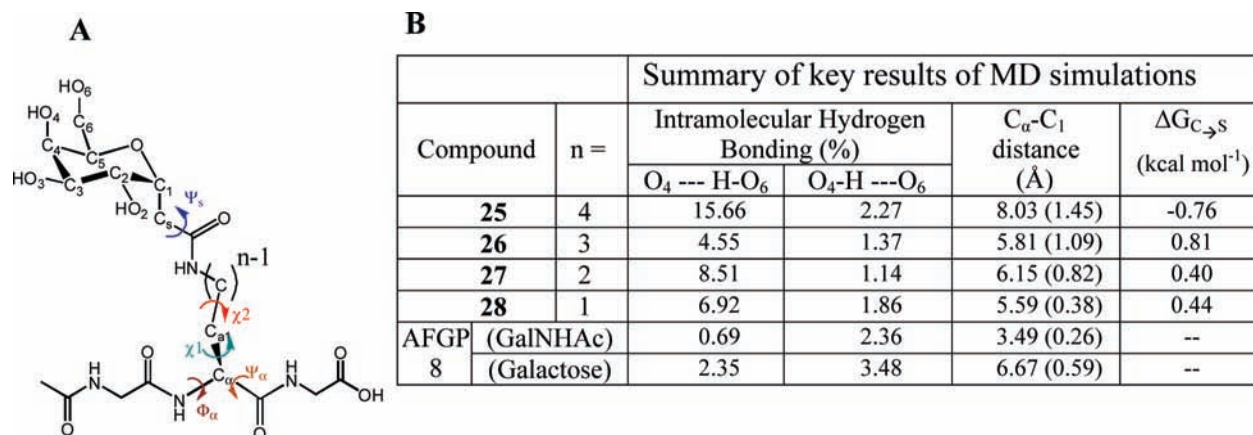 A
HO₆
HO₄
C₆
O
C₄
C₅
HO₃
C₃
C₂
C₁
HO₂
Ψₛ
Cₛ
O
HN
( C ) n-1
χ2
Cₐ
χ1
O
H
N
O
N
H
Φα
Cα
Ψα
O
H
N
O
OH
B
Summary of key results of MD simulations
Compound n = Intramolecular Hydrogen Bonding (%) Cα-C₁ distance (Å) ΔG_C→S (kcal mol⁻¹)
O₄ --- H-O₆ O₄-H ---O₆
25 4 15.66 2.27 8.03 (1.45) -0.76
26 3 4.55 1.37 5.81 (1.09) 0.81
27 2 8.51 1.14 6.15 (0.82) 0.40
28 1 6.92 1.86 5.59 (0.38) 0.44
AFGP (GalNHAc) 0.69 2.36 3.49 (0.26) --
8 (Galactose) 2.35 3.48 6.67 (0.59) --